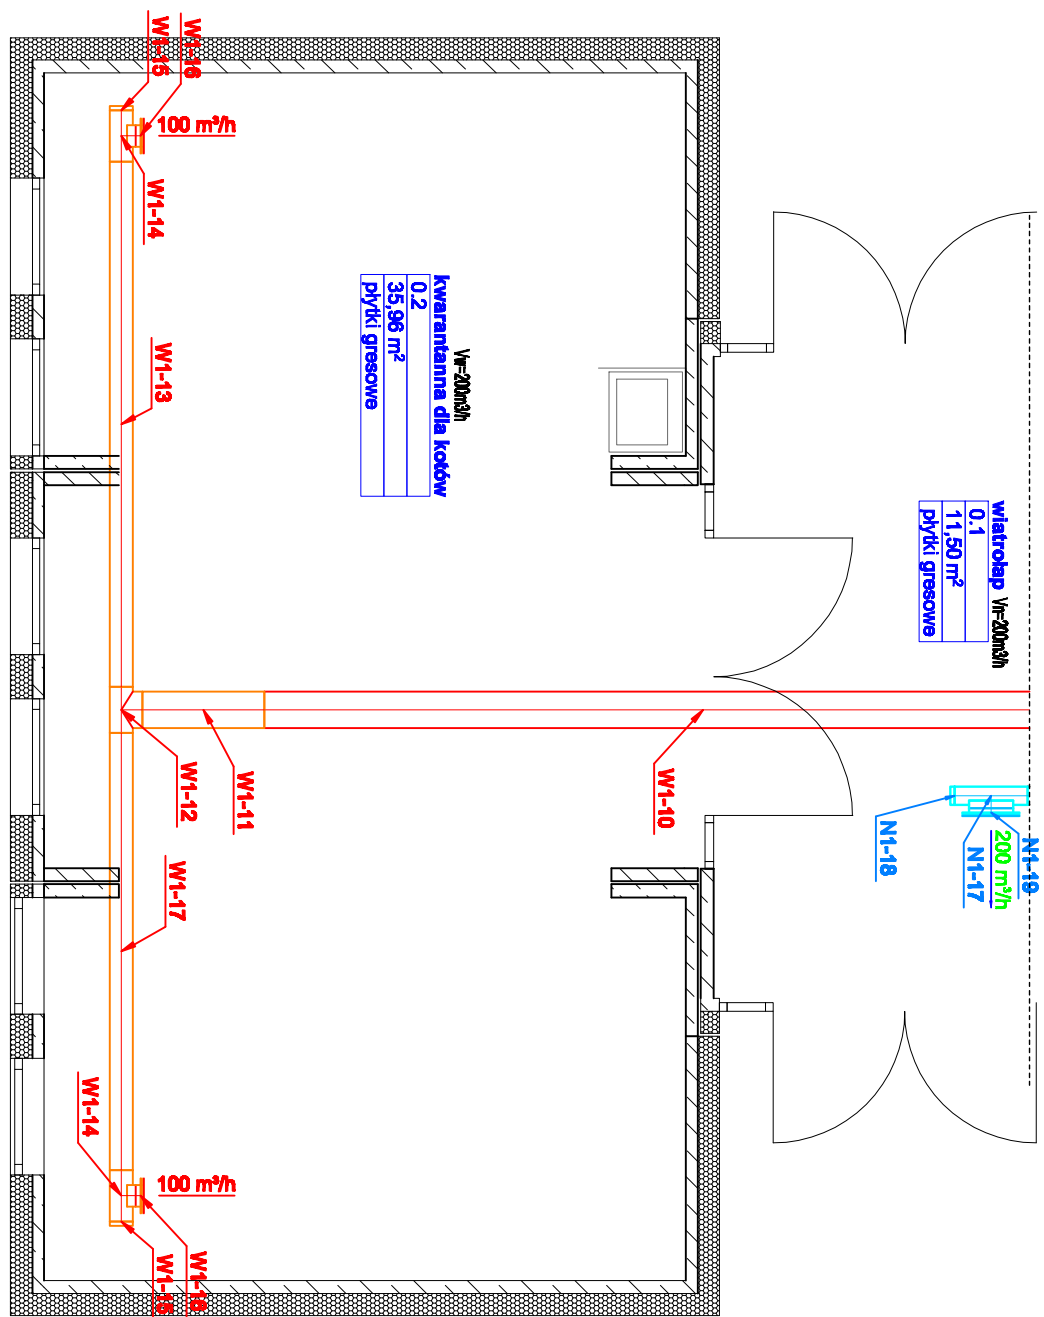 W1-16
W1-15
100 m³/h
W1-14
W1-13
kwarantanna dla kotów
0.2
35,96 m²
płytki gresowe
Vw=200m3/h
wiatrołap
0.1
11,50 m²
płytki gresowe
Vn=200m3/h
W1-12
W1-11
W1-10
N1-19
200 m³/h
N1-17
N1-18
W1-17
W1-14
100 m³/h
W1-16
W1-15